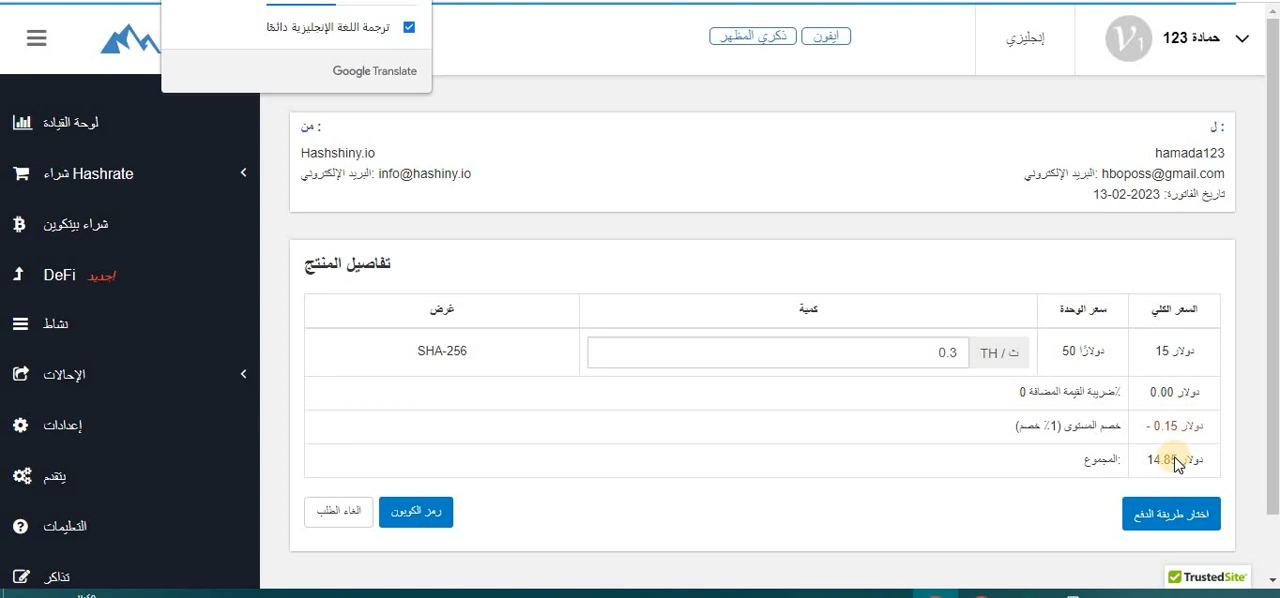 ترجمة اللغة الإنجليزية دائمًا
Google Translate
ايفون
ذكري المظهر
إنجليزي
حمادة 123
لوحة القيادة
شراء Hashrate
شراء بيتكوين
DeFi جديد!
نشاط
الإحالات
إعدادات
يتقدم
التعليمات
تذاكر
من :
Hashshiny.io
البريد الإلكتروني: info@hashiny.io
ل :
hamada123
البريد الإلكتروني: hboposs@gmail.com
تاريخ الفاتورة: 13-02-2023
تفاصيل المنتج
غرض
كمية
سعر الوحدة
السعر الكلي
SHA-256
0.3
TH / ث
50 دولارًا
15 دولار
ضريبة القيمة المضافة 0٪
0.00 دولار
خصم المستوى (1٪ خصم)
- 0.15 دولار
المجموع:
14.85 دولار
الغاء الطلب
رمز الكوبون
اختار طريقة الدفع
TrustedSite